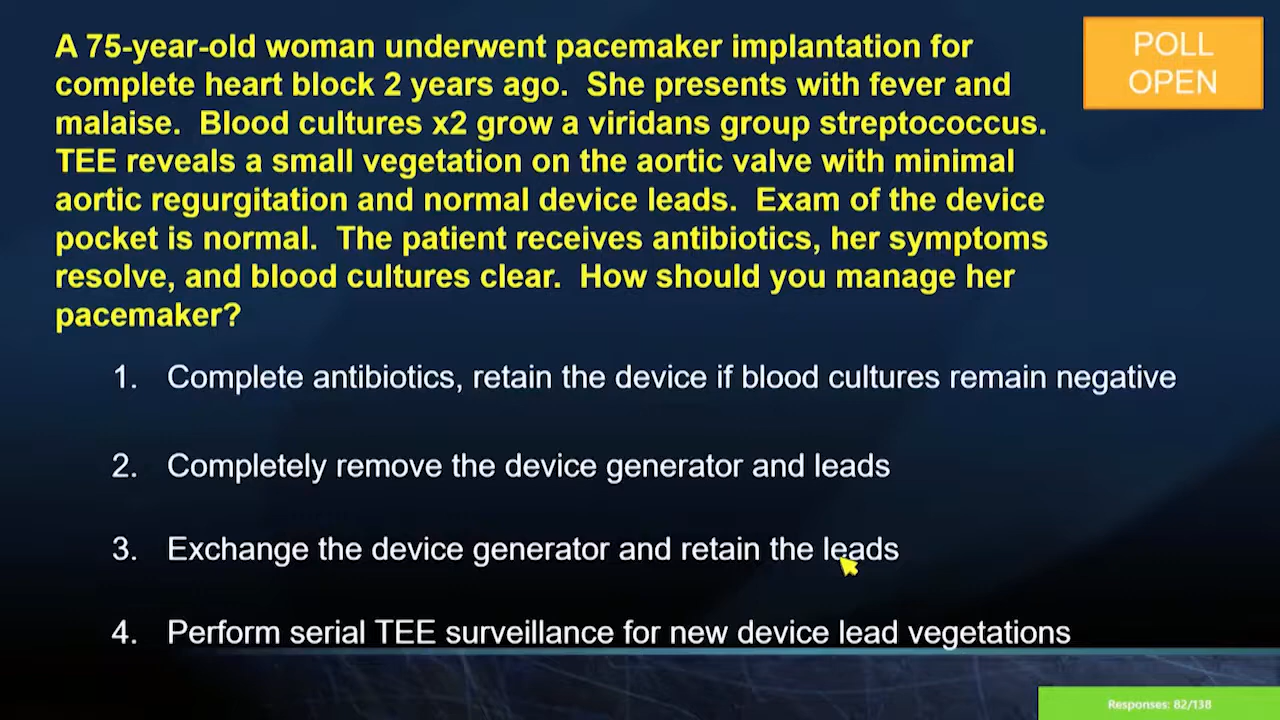 A 75-year-old woman underwent pacemaker implantation for
complete heart block 2 years ago. She presents with fever and
malaise. Blood cultures x2 grow a viridans group streptococcus.
TEE reveals a small vegetation on the aortic valve with minimal
aortic regurgitation and normal device leads. Exam of the device
pocket is normal. The patient receives antibiotics, her symptoms
resolve, and blood cultures clear. How should you manage her
pacemaker?
POLL
OPEN
1. Complete antibiotics, retain the device if blood cultures remain negative
2. Completely remove the device generator and leads
3. Exchange the device generator and retain the leads
4. Perform serial TEE surveillance for new device lead vegetations
Responses: 82/138